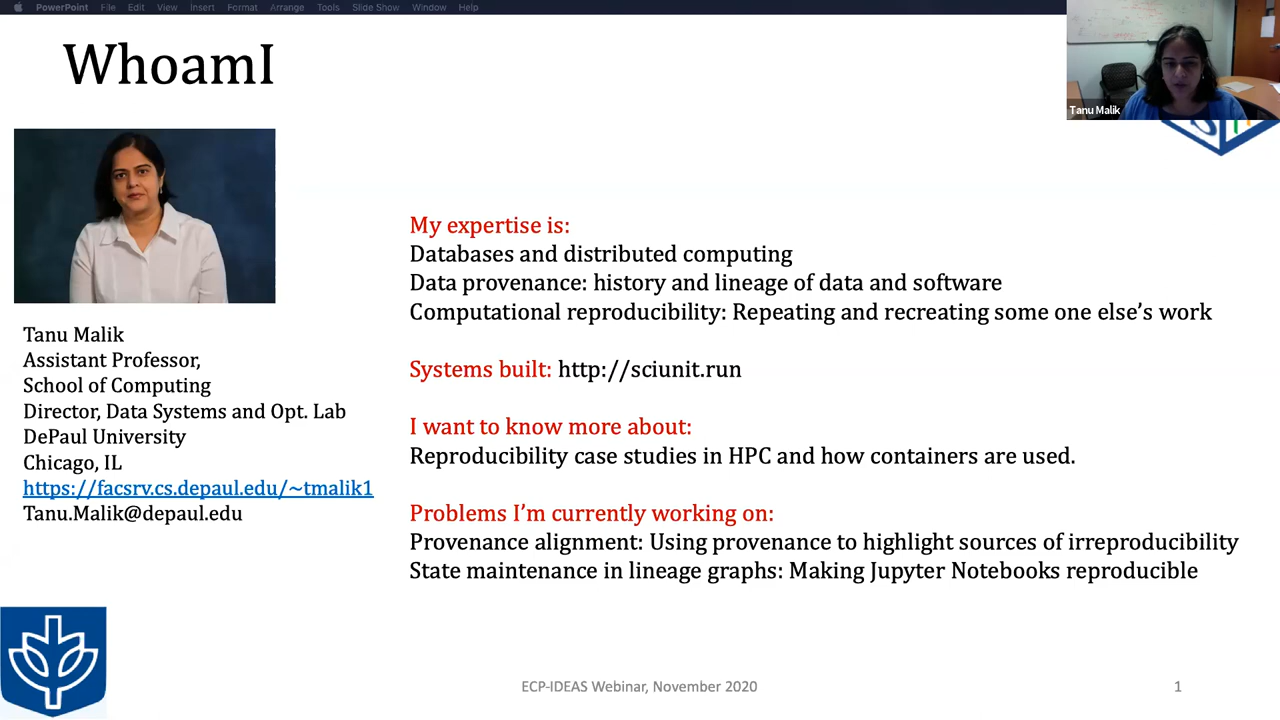 PowerPoint File Edit View Insert Format Arrange Tools Slide Show Window Help
WhoamI
Tanu Malik
Tanu Malik
Assistant Professor,
School of Computing
Director, Data Systems and Opt. Lab
DePaul University
Chicago, IL
https://facsrv.cs.depaul.edu/~tmalik1
Tanu.Malik@depaul.edu
My expertise is:
Databases and distributed computing
Data provenance: history and lineage of data and software
Computational reproducibility: Repeating and recreating some one else's work
Systems built: http://sciunit.run
I want to know more about:
Reproducibility case studies in HPC and how containers are used.
Problems I'm currently working on:
Provenance alignment: Using provenance to highlight sources of irreproducibility
State maintenance in lineage graphs: Making Jupyter Notebooks reproducible
ECP-IDEAS Webinar, November 2020
1